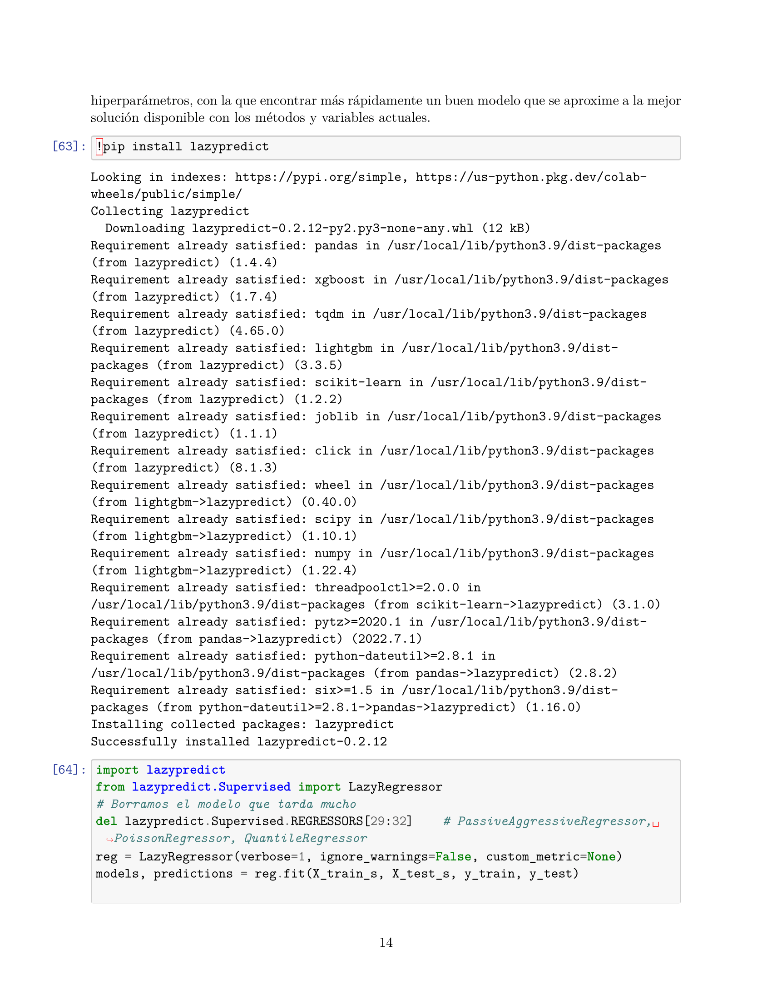 hiperparámetros, con la que encontrar más rápidamente un buen modelo que se aproxime a la mejor
solución disponible con los métodos y variables actuales.
[63]: !pip install lazypredict
Looking in indexes: https://pypi.org/simple, https://us-python.pkg.dev/colab-
wheels/public/simple/
Collecting lazypredict
  Downloading lazypredict-0.2.12-py2.py3-none-any.whl (12 kB)
Requirement already satisfied: pandas in /usr/local/lib/python3.9/dist-packages
(from lazypredict) (1.4.4)
Requirement already satisfied: xgboost in /usr/local/lib/python3.9/dist-packages
(from lazypredict) (1.7.4)
Requirement already satisfied: tqdm in /usr/local/lib/python3.9/dist-packages
(from lazypredict) (4.65.0)
Requirement already satisfied: lightgbm in /usr/local/lib/python3.9/dist-
packages (from lazypredict) (3.3.5)
Requirement already satisfied: scikit-learn in /usr/local/lib/python3.9/dist-
packages (from lazypredict) (1.2.2)
Requirement already satisfied: joblib in /usr/local/lib/python3.9/dist-packages
(from lazypredict) (1.1.1)
Requirement already satisfied: click in /usr/local/lib/python3.9/dist-packages
(from lazypredict) (8.1.3)
Requirement already satisfied: wheel in /usr/local/lib/python3.9/dist-packages
(from lightgbm->lazypredict) (0.40.0)
Requirement already satisfied: scipy in /usr/local/lib/python3.9/dist-packages
(from lightgbm->lazypredict) (1.10.1)
Requirement already satisfied: numpy in /usr/local/lib/python3.9/dist-packages
(from lightgbm->lazypredict) (1.22.4)
Requirement already satisfied: threadpoolctl>=2.0.0 in
/usr/local/lib/python3.9/dist-packages (from scikit-learn->lazypredict) (3.1.0)
Requirement already satisfied: pytz>=2020.1 in /usr/local/lib/python3.9/dist-
packages (from pandas->lazypredict) (2022.7.1)
Requirement already satisfied: python-dateutil>=2.8.1 in
/usr/local/lib/python3.9/dist-packages (from pandas->lazypredict) (2.8.2)
Requirement already satisfied: six>=1.5 in /usr/local/lib/python3.9/dist-
packages (from python-dateutil>=2.8.1->pandas->lazypredict) (1.16.0)
Installing collected packages: lazypredict
Successfully installed lazypredict-0.2.12
[64]: import lazypredict
from lazypredict.Supervised import LazyRegressor
# Borramos el modelo que tarda mucho
del lazypredict.Supervised.REGRESSORS[29:32]    # PassiveAggressiveRegressor,␣
↪PoissonRegressor, QuantileRegressor
reg = LazyRegressor(verbose=1, ignore_warnings=False, custom_metric=None)
models, predictions = reg.fit(X_train_s, X_test_s, y_train, y_test)
14